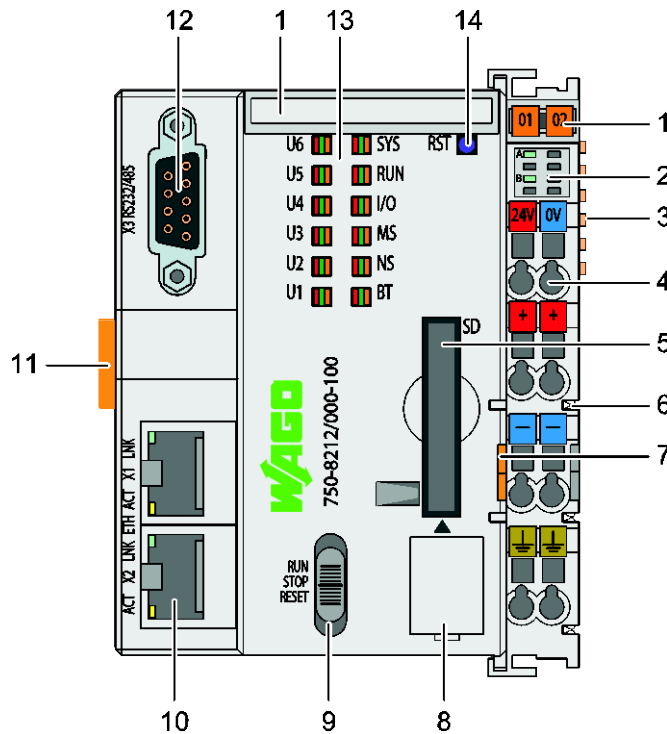 12 1 13 14
01 02 1
U6 SYS RST
U5 RUN
U4 I/O
U3 MS
U2 NS
U1 BT
A
B
2
24V 0V 3
4
X3 RS232/485
+ +
SD
5
11
6
WAGO
750-8212/000-100
− −
7
ACT X1 LNK
ETH
ACT X2 LNK
RUN
STOP
RESET
10 9 8